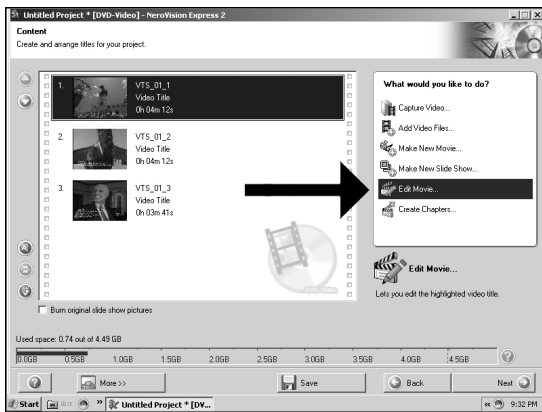 Untitled Project * [DVD-Video] - NeroVision Express 2
Content
Create and arrange titles for your project.
1.
VTS_01_1
Video Title
0h 04m 12s
2.
VTS_01_2
Video Title
0h 04m 12s
3.
VTS_01_3
Video Title
0h 03m 41s
DVD-Video
Burn original slide show pictures
What would you like to do?
Capture Video...
Add Video Files...
Make New Movie...
Make New Slide Show...
Edit Movie...
Create Chapters...
Edit Movie...
Lets you edit the highlighted video title.
Used space: 0.74 out of 4.49 GB
0.0GB 0.5GB 1.0GB 1.5GB 2.0GB 2.5GB 3.0GB 3.5GB 4.0GB 4.5GB
More >> Save Back Next
Start » Untitled Project * [DV... « 9:32 PM